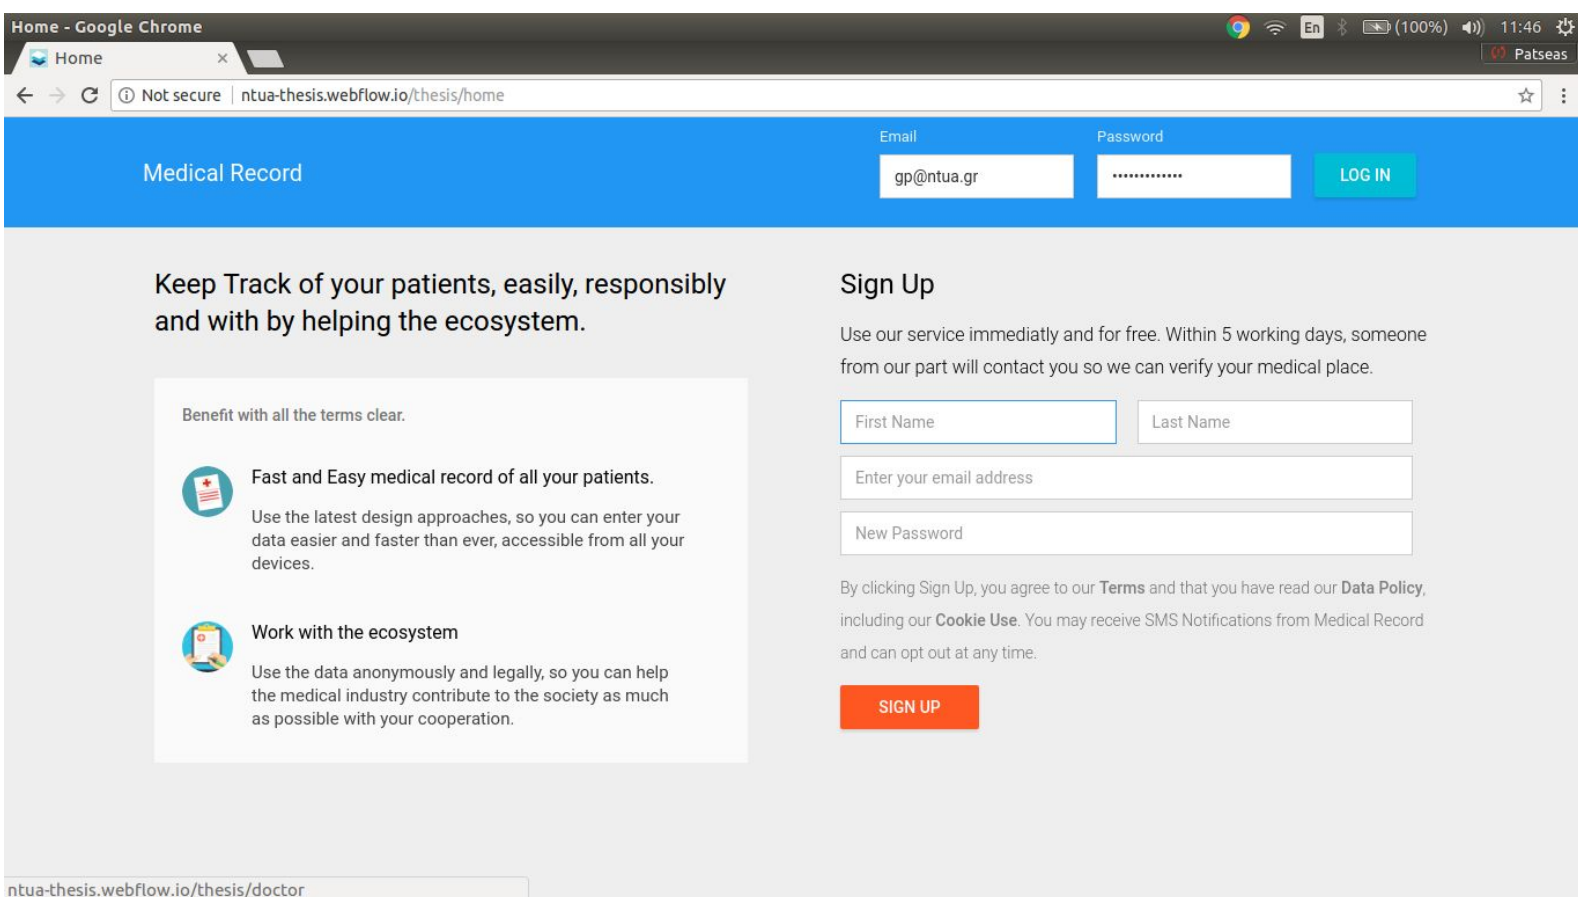 Home - Google Chrome
En
(100%)
11:46
Home
Patseas
Not secure
ntua-thesis.webflow.io/thesis/home
Email
Password
Medical Record
gp@ntua.gr
•••••••••••••
LOG IN
Keep Track of your patients, easily, responsibly
and with by helping the ecosystem.
Benefit with all the terms clear.
Fast and Easy medical record of all your patients.
Use the latest design approaches, so you can enter your
data easier and faster than ever, accessible from all your
devices.
Work with the ecosystem
Use the data anonymously and legally, so you can help
the medical industry contribute to the society as much
as possible with your cooperation.
Sign Up
Use our service immediatly and for free. Within 5 working days, someone
from our part will contact you so we can verify your medical place.
First Name
Last Name
Enter your email address
New Password
By clicking Sign Up, you agree to our Terms and that you have read our Data Policy,
including our Cookie Use. You may receive SMS Notifications from Medical Record
and can opt out at any time.
SIGN UP
ntua-thesis.webflow.io/thesis/doctor